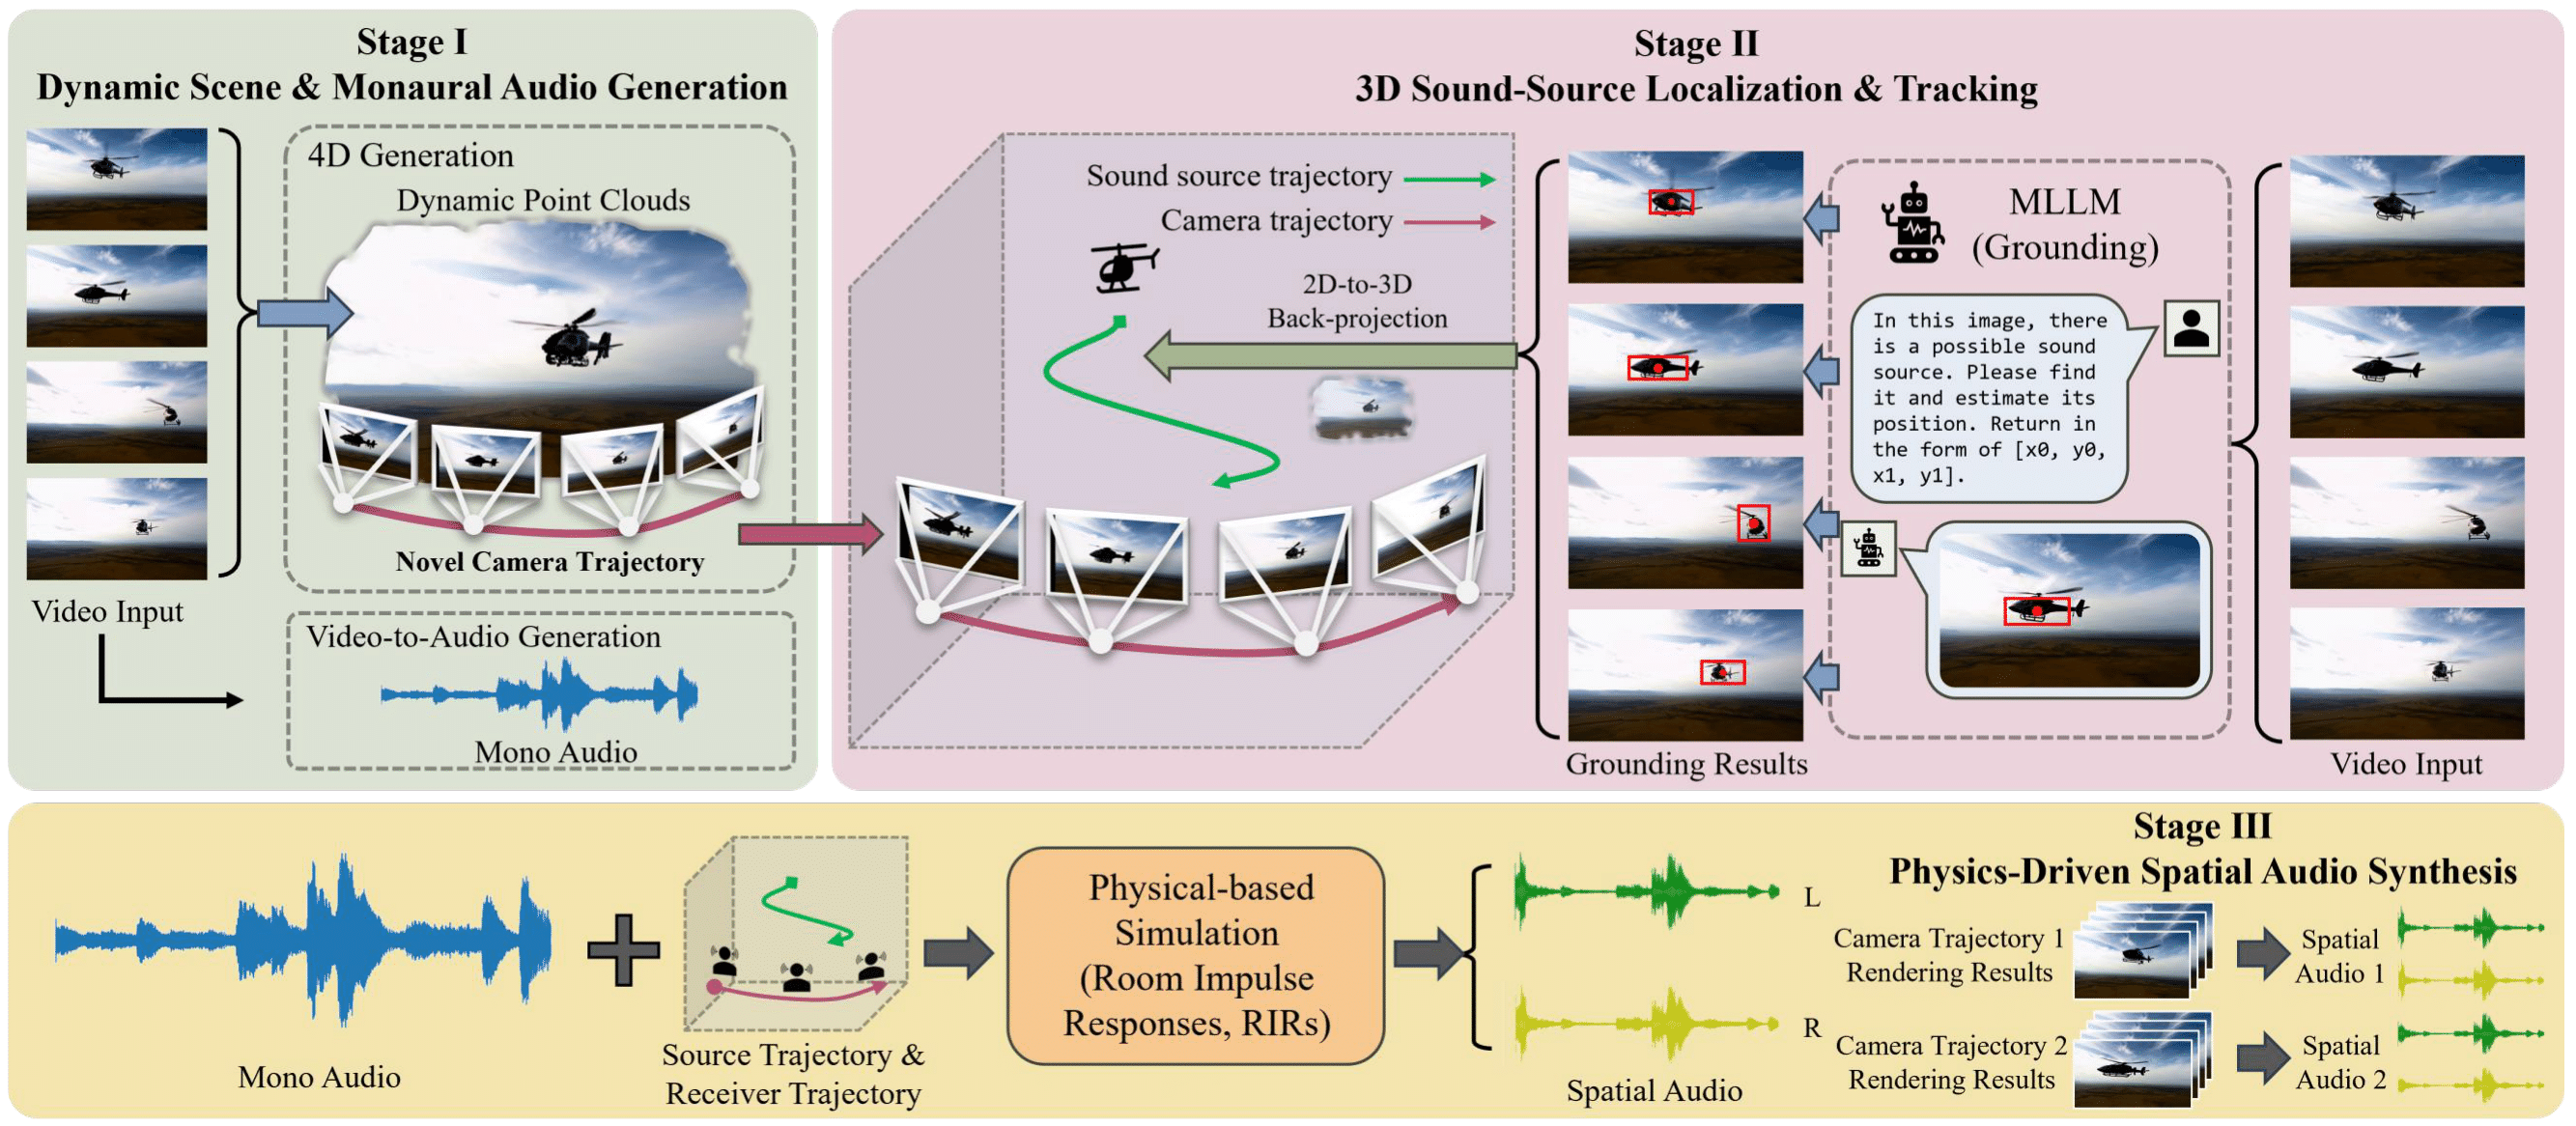 Stage I
Dynamic Scene & Monaural Audio Generation
4D Generation
Dynamic Point Clouds
Novel Camera Trajectory
Video Input
Video-to-Audio Generation
Mono Audio
Stage II
3D Sound-Source Localization & Tracking
Sound source trajectory
Camera trajectory
2D-to-3D
Back-projection
Grounding Results
MLLM
(Grounding)
In this image, there
is a possible sound
source. Please find
it and estimate its
position. Return in
the form of [x0, y0,
x1, y1].
Video Input
Mono Audio
Source Trajectory &
Receiver Trajectory
Physical-based
Simulation
(Room Impulse
Responses, RIRs)
L
R
Spatial Audio
Stage III
Physics-Driven Spatial Audio Synthesis
Camera Trajectory 1
Rendering Results
Spatial
Audio 1
Camera Trajectory 2
Rendering Results
Spatial
Audio 2